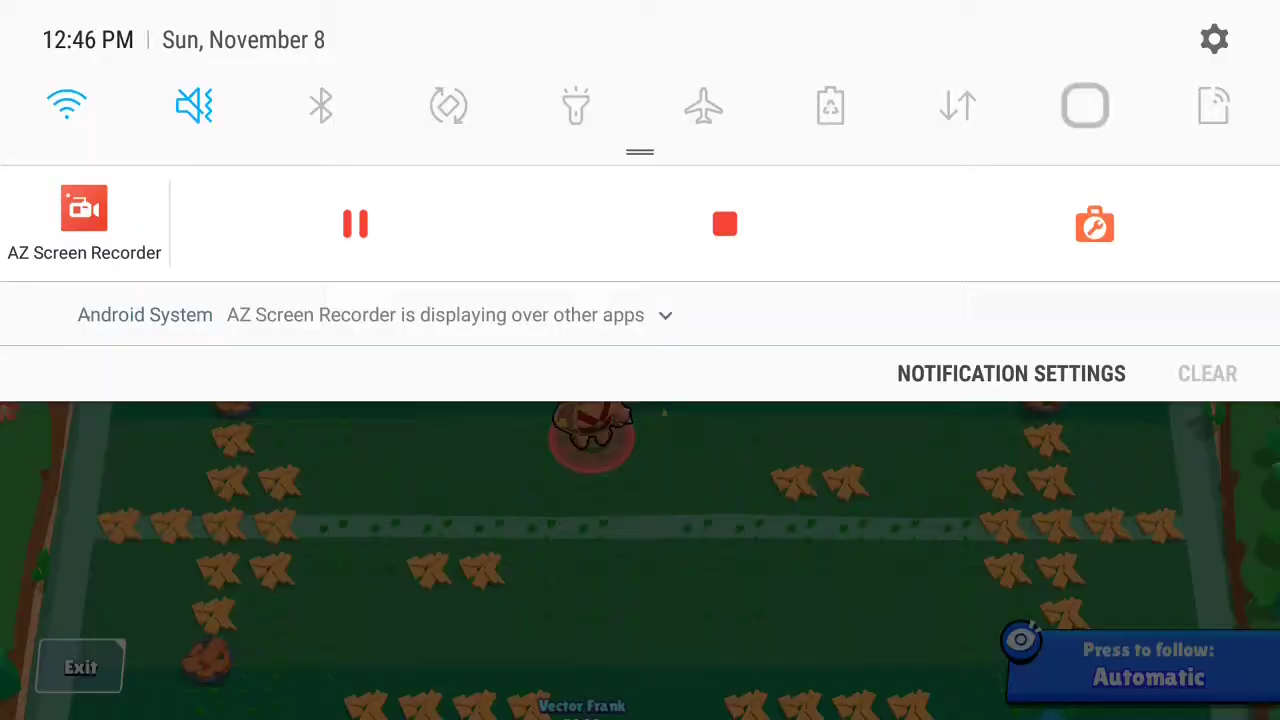 12:46 PM | Sun, November 8
AZ Screen Recorder
Android System AZ Screen Recorder is displaying over other apps
NOTIFICATION SETTINGS CLEAR
Exit
Press to follow:
Automatic
Vector Frank